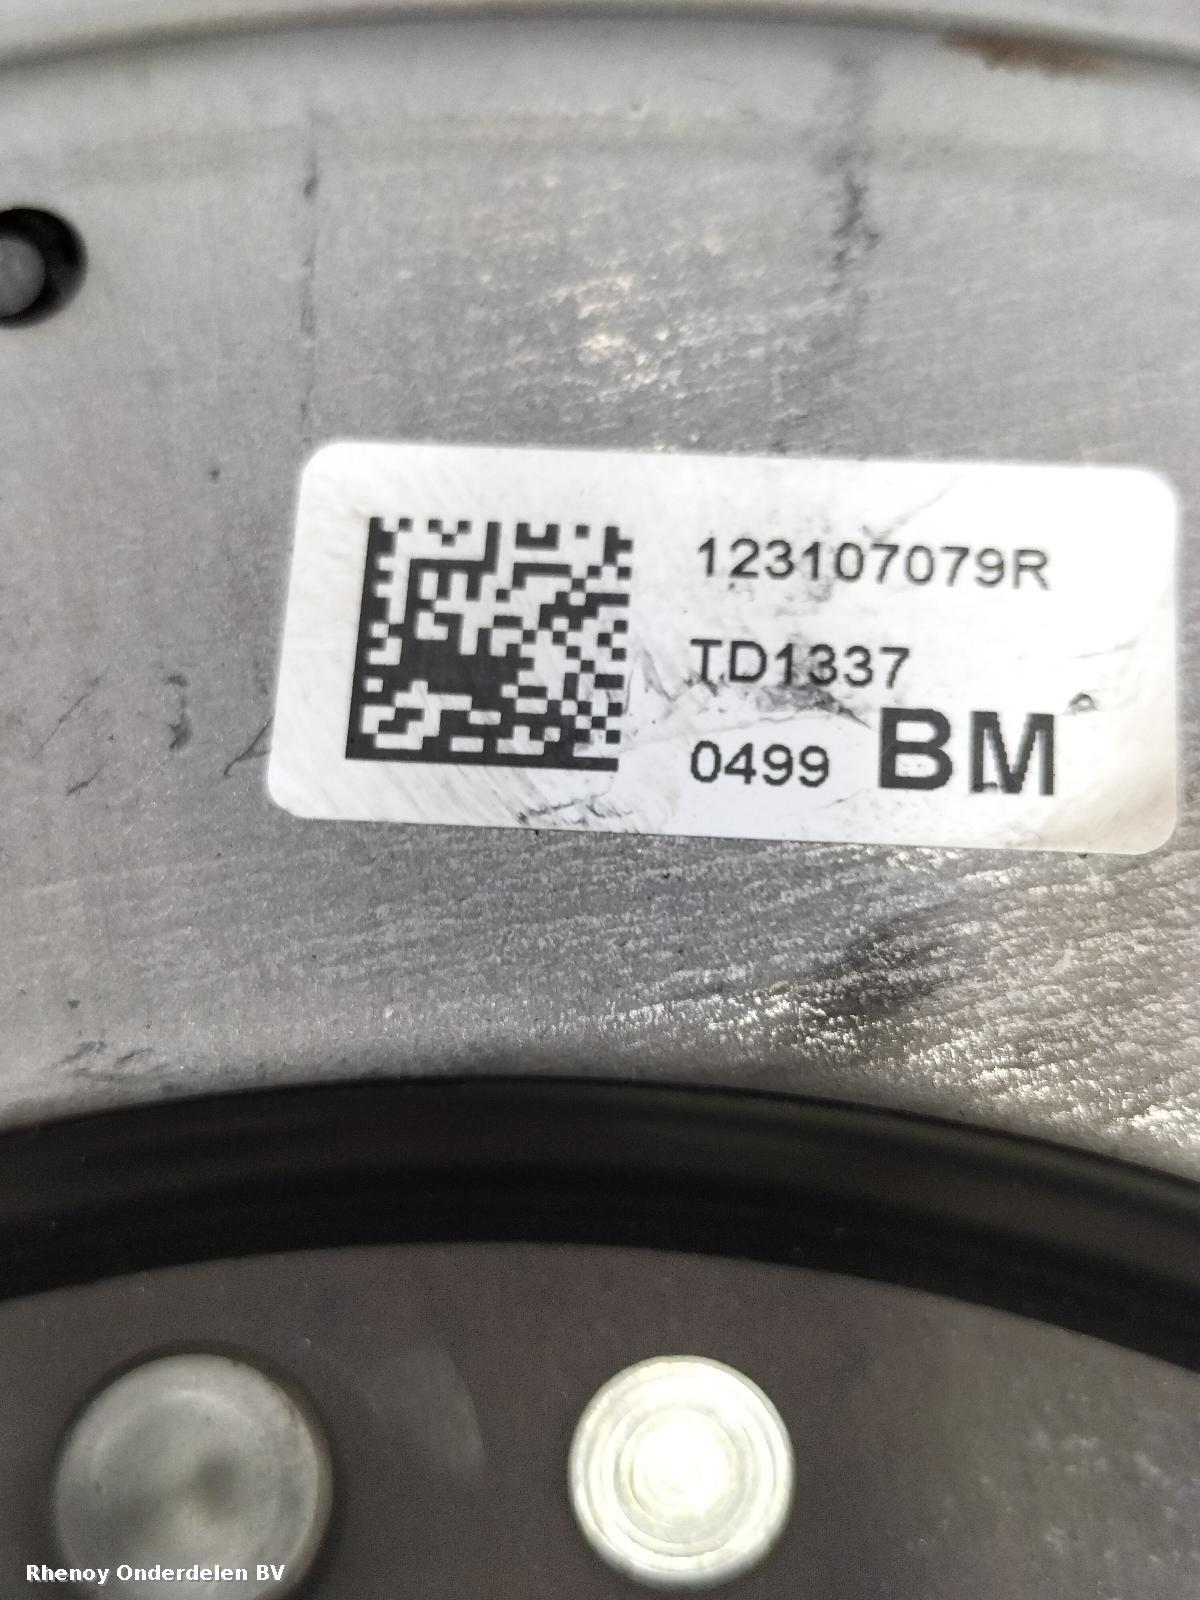 123107079R
TD1337
0499 BM
Rhenoy Onderdelen BV